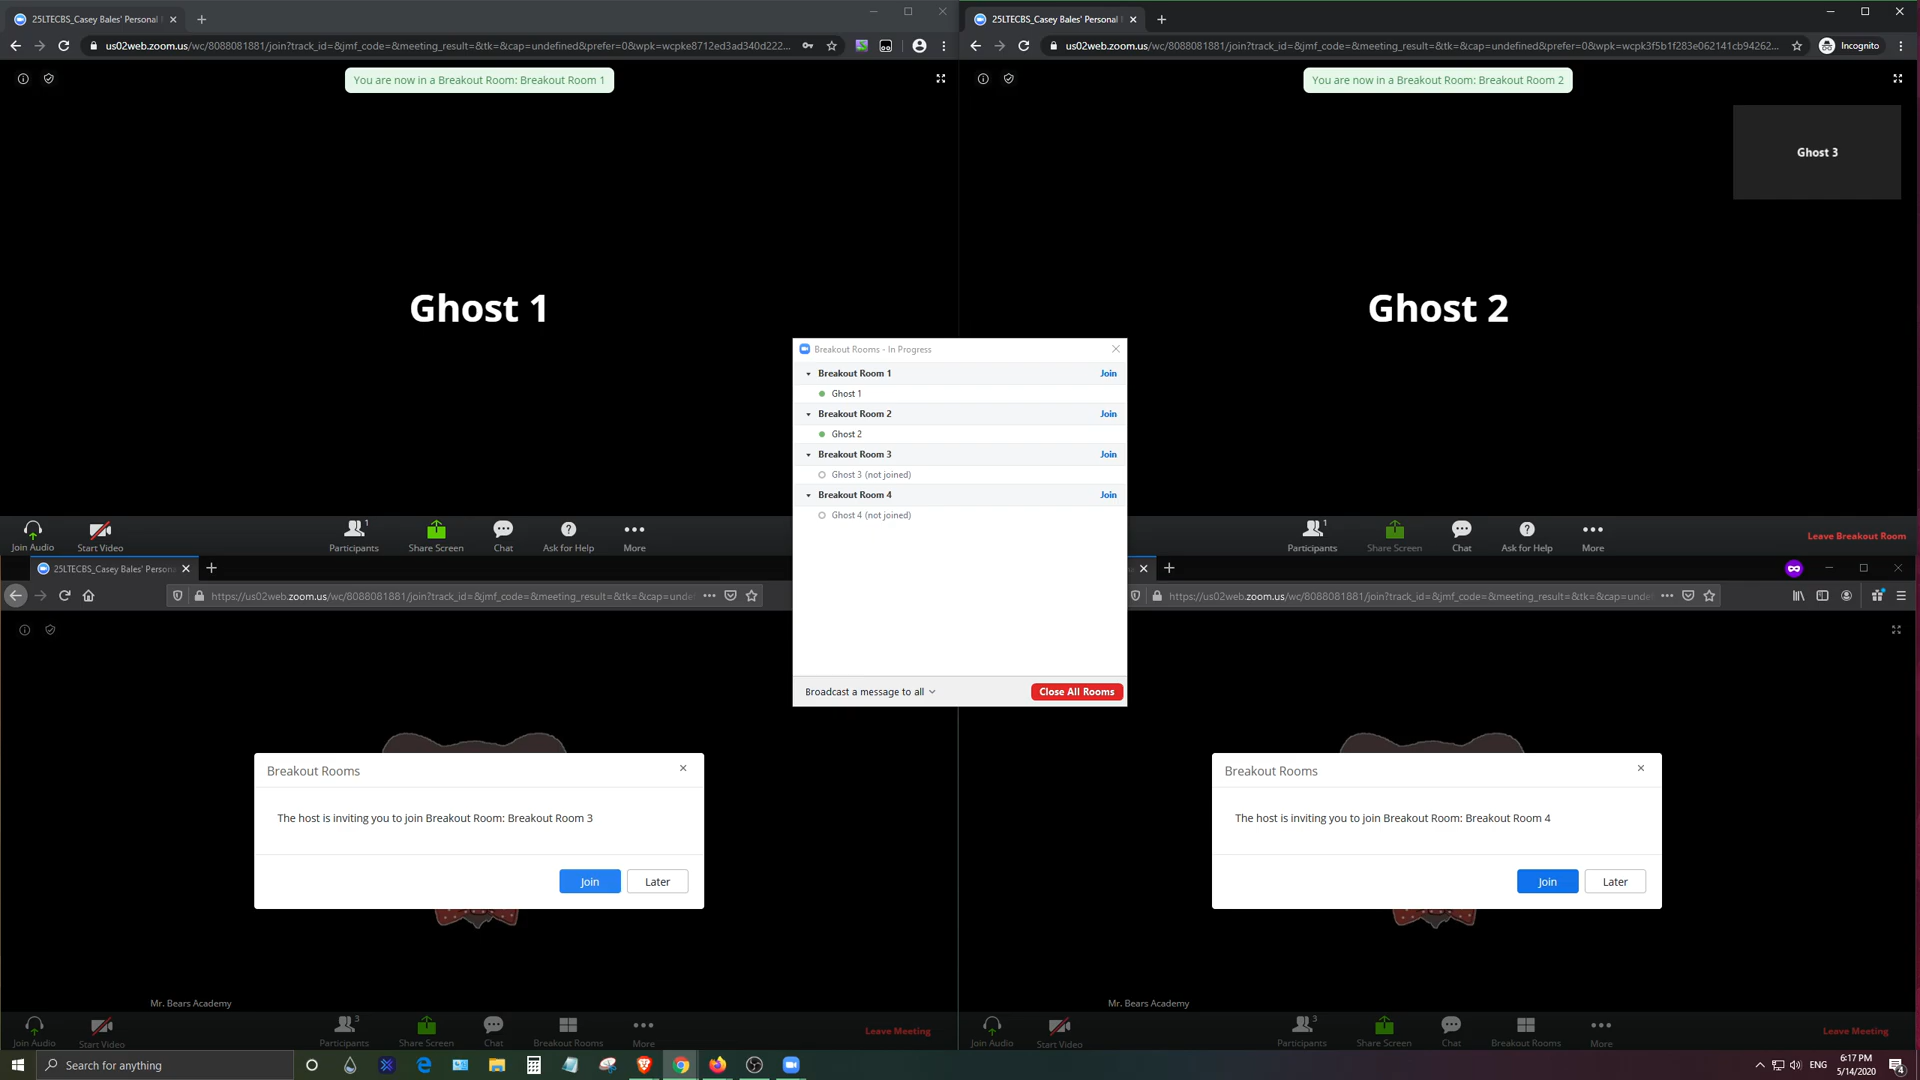 25LTECBS_Casey Bales' Personal
us02web.zoom.us/wc/8088081881/join?track_id=&jmf_code=&meeting_result=&tk=&cap=undefined&prefer=0&wpk=wcpke8712ed3ad340d222...
You are now in a Breakout Room: Breakout Room 1
Ghost 1
Join Audio
Start Video
1
Participants
Share Screen
Chat
Ask for Help
More
25LTECBS_Casey Bales' Personal
us02web.zoom.us/wc/8088081881/join?track_id=&jmf_code=&meeting_result=&tk=&cap=undefined&prefer=0&wpk=wcpk3f5b1f283e062141cb94262...
Incognito
You are now in a Breakout Room: Breakout Room 2
Ghost 3
Ghost 2
1
Participants
Share Screen
Chat
Ask for Help
More
Leave Breakout Room
Breakout Rooms - In Progress
Breakout Room 1
Join
Ghost 1
Breakout Room 2
Join
Ghost 2
Breakout Room 3
Join
Ghost 3 (not joined)
Breakout Room 4
Join
Ghost 4 (not joined)
Broadcast a message to all
Close All Rooms
25LTECBS_Casey Bales' Persona
https://us02web.zoom.us/wc/8088081881/join?track_id=&jmf_code=&meeting_result=&tk=&cap=undef
Breakout Rooms
The host is inviting you to join Breakout Room: Breakout Room 3
Join
Later
Mr. Bears Academy
Join Audio
Start Video
3
Participants
Share Screen
Chat
Breakout Rooms
More
Leave Meeting
https://us02web.zoom.us/wc/8088081881/join?track_id=&jmf_code=&meeting_result=&tk=&cap=unde
Breakout Rooms
The host is inviting you to join Breakout Room: Breakout Room 4
Join
Later
Mr. Bears Academy
Join Audio
Start Video
3
Participants
Share Screen
Chat
Breakout Rooms
More
Leave Meeting
Search for anything
ENG
6:17 PM
5/14/2020
4